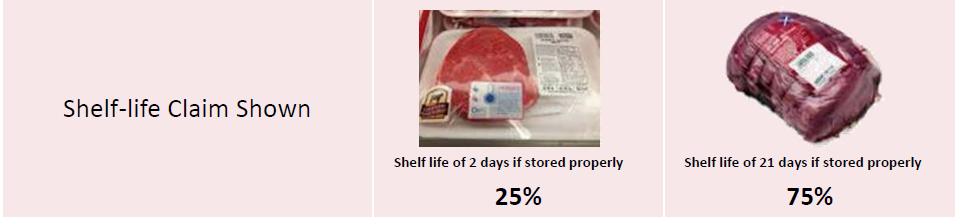 Shelf-life Claim Shown
Shelf life of 2 days if stored properly
25%
Shelf life of 21 days if stored properly
75%